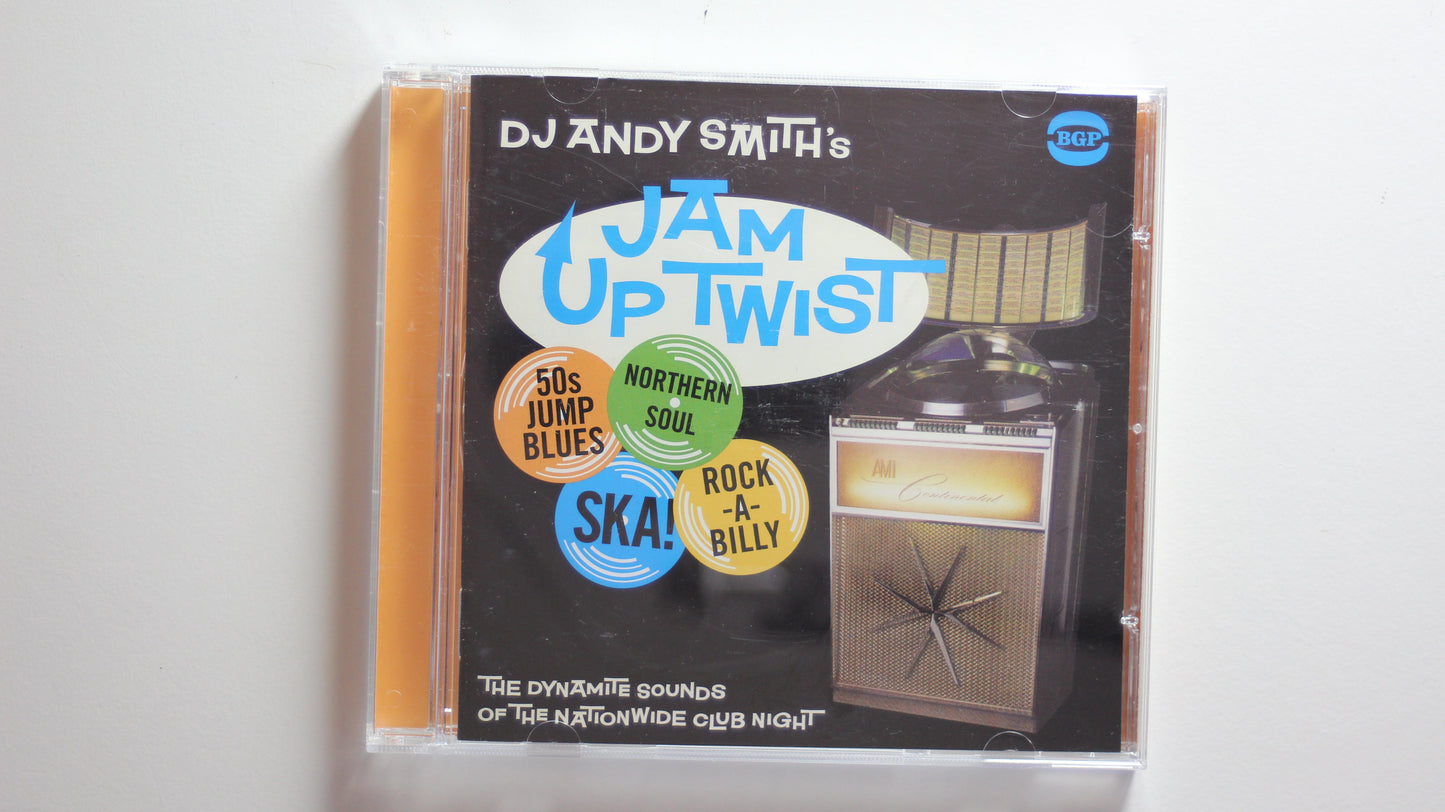 DJ ANDY SMITH'S
BGP
JAM
UP TWIST
50s
JUMP
BLUES
NORTHERN
SOUL
SKA!
ROCK
-A-
BILLY
AMI
Continental
THE DYNAMITE SOUNDS
OF THE NATIONWIDE CLUB NIGHT